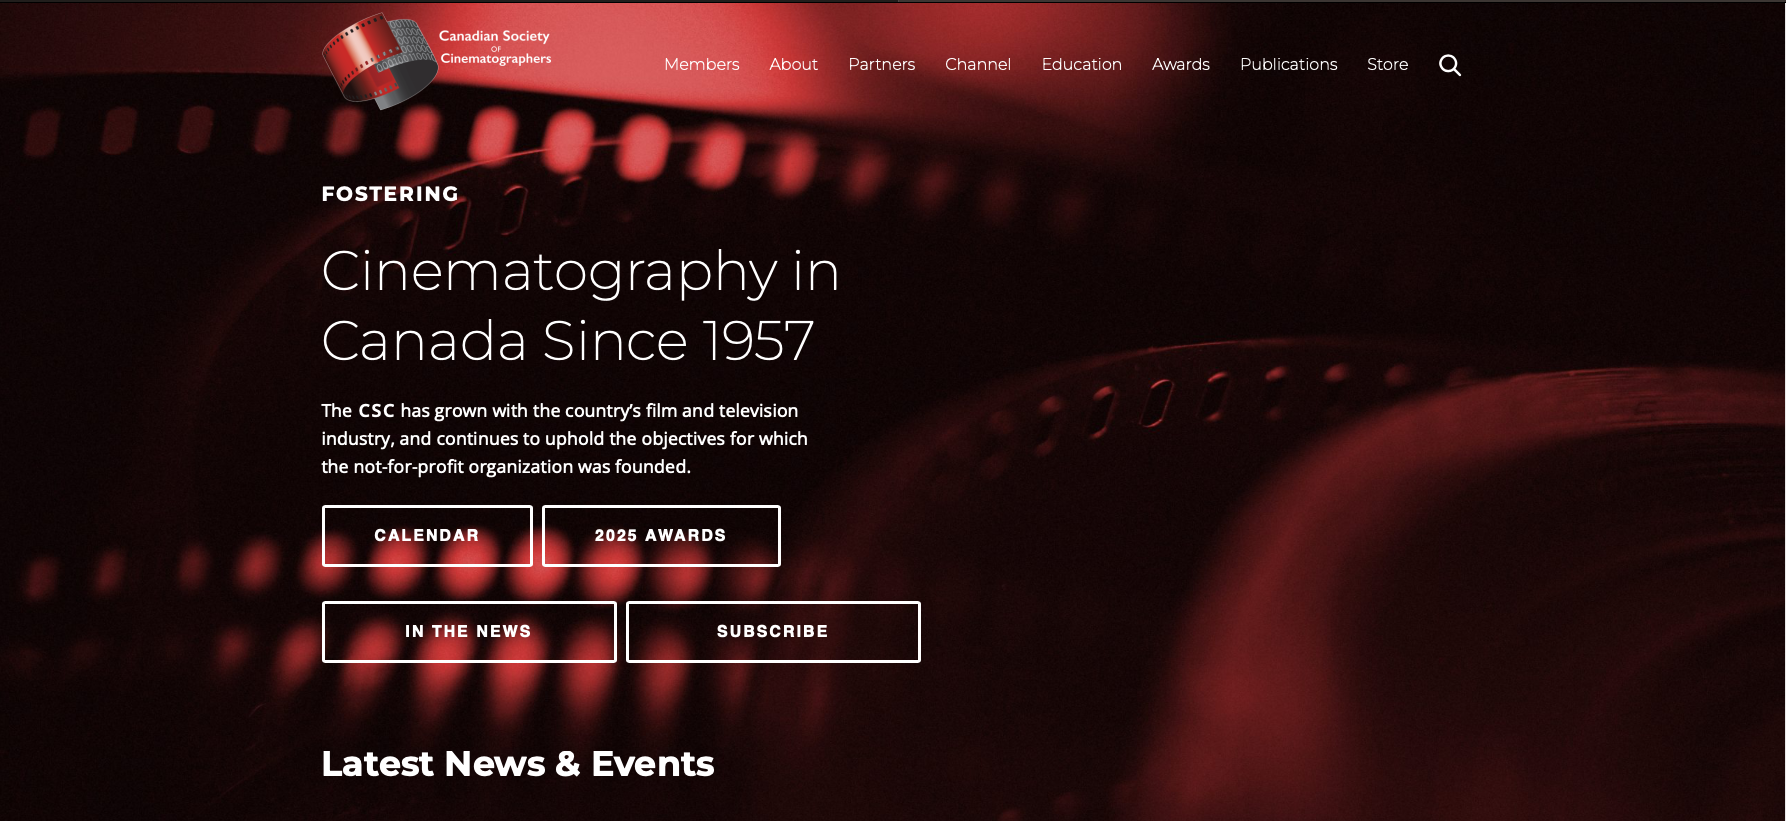 Canadian Society
OF
Cinematographers
Members About Partners Channel Education Awards Publications Store
FOSTERING
Cinematography in
Canada Since 1957
The CSC has grown with the country’s film and television
industry, and continues to uphold the objectives for which
the not-for-profit organization was founded.
CALENDAR 2025 AWARDS
IN THE NEWS SUBSCRIBE
Latest News & Events